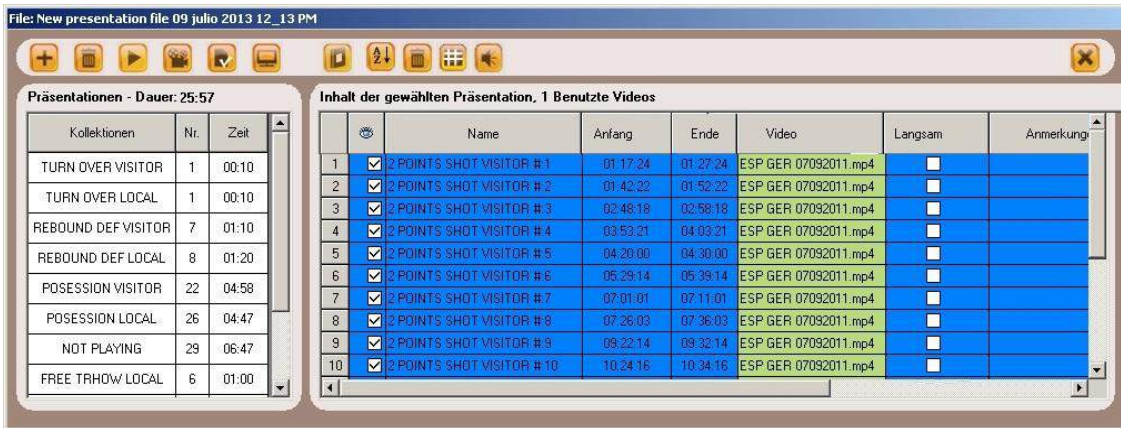 File: New presentation file 09 julio 2013 12_13 PM
Präsentationen - Dauer: 25:57
Kollektionen Nr. Zeit
TURN OVER VISITOR 1 00:10
TURN OVER LOCAL 1 00:10
REBOUND DEF VISITOR 7 01:10
REBOUND DEF LOCAL 8 01:20
POSESSION VISITOR 22 04:58
POSESSION LOCAL 26 04:47
NOT PLAYING 29 06:47
FREE TRHOW LOCAL 6 01:00
Inhalt der gewählten Präsentation, 1 Benutzte Videos
Name Anfang Ende Video Langsam Anmerkunge
1 2 POINTS SHOT VISITOR #:1 01:17:24 01:27:24 ESP GER 07092011.mp4
2 2 POINTS SHOT VISITOR #:2 01:42:22 01:52:22 ESP GER 07092011.mp4
3 2 POINTS SHOT VISITOR #:3 02:48:18 02:58:18 ESP GER 07092011.mp4
4 2 POINTS SHOT VISITOR #:4 03:53:21 04:03:21 ESP GER 07092011.mp4
5 2 POINTS SHOT VISITOR #:5 04:20:00 04:30:00 ESP GER 07092011.mp4
6 2 POINTS SHOT VISITOR #:6 05:29:14 05:39:14 ESP GER 07092011.mp4
7 2 POINTS SHOT VISITOR #:7 07:01:01 07:11:01 ESP GER 07092011.mp4
8 2 POINTS SHOT VISITOR #:8 07:26:03 07:36:03 ESP GER 07092011.mp4
9 2 POINTS SHOT VISITOR #:9 09:22:14 09:32:14 ESP GER 07092011.mp4
10 2 POINTS SHOT VISITOR #:10 10:24:16 10:34:16 ESP GER 07092011.mp4